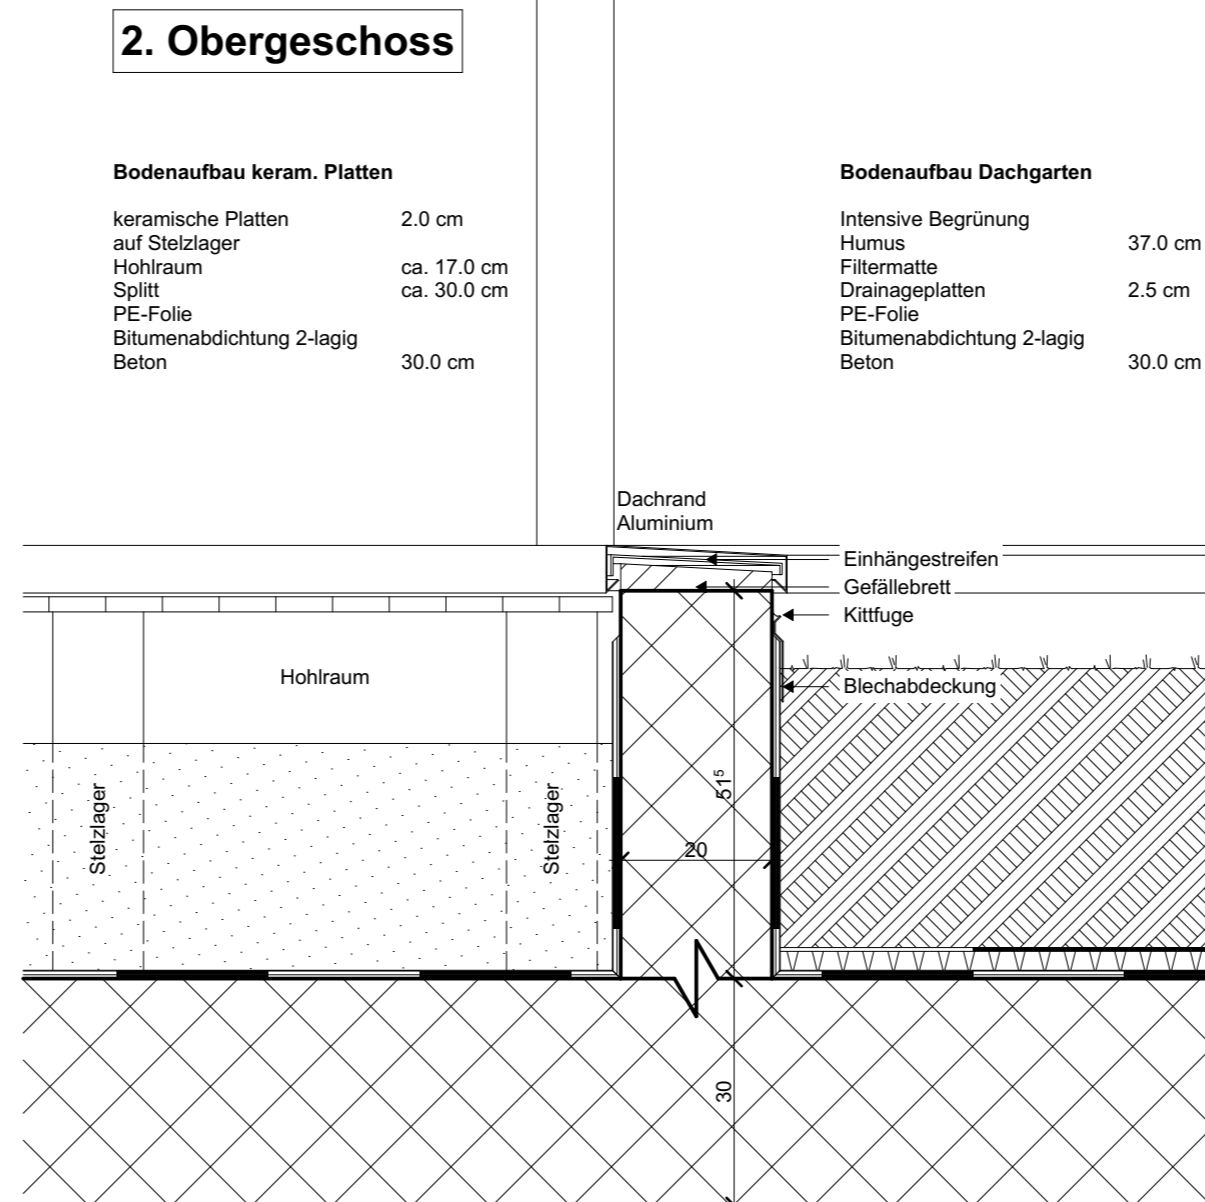 2. Obergeschoss
Bodenaufbau keram. Platten
keramische Platten 2.0 cm
auf Stelzlager
Hohlraum ca. 17.0 cm
Splitt ca. 30.0 cm
PE-Folie
Bitumenabdichtung 2-lagig
Beton 30.0 cm
Bodenaufbau Dachgarten
Intensive Begrünung
Humus 37.0 cm
Filtermatte
Drainageplatten 2.5 cm
PE-Folie
Bitumenabdichtung 2-lagig
Beton 30.0 cm
Dachrand
Aluminium
Einhängestreifen
Gefällebrett
Kittfuge
Blechabdeckung
Hohlraum
Stelzlager
Stelzlager
51⁵
20
30